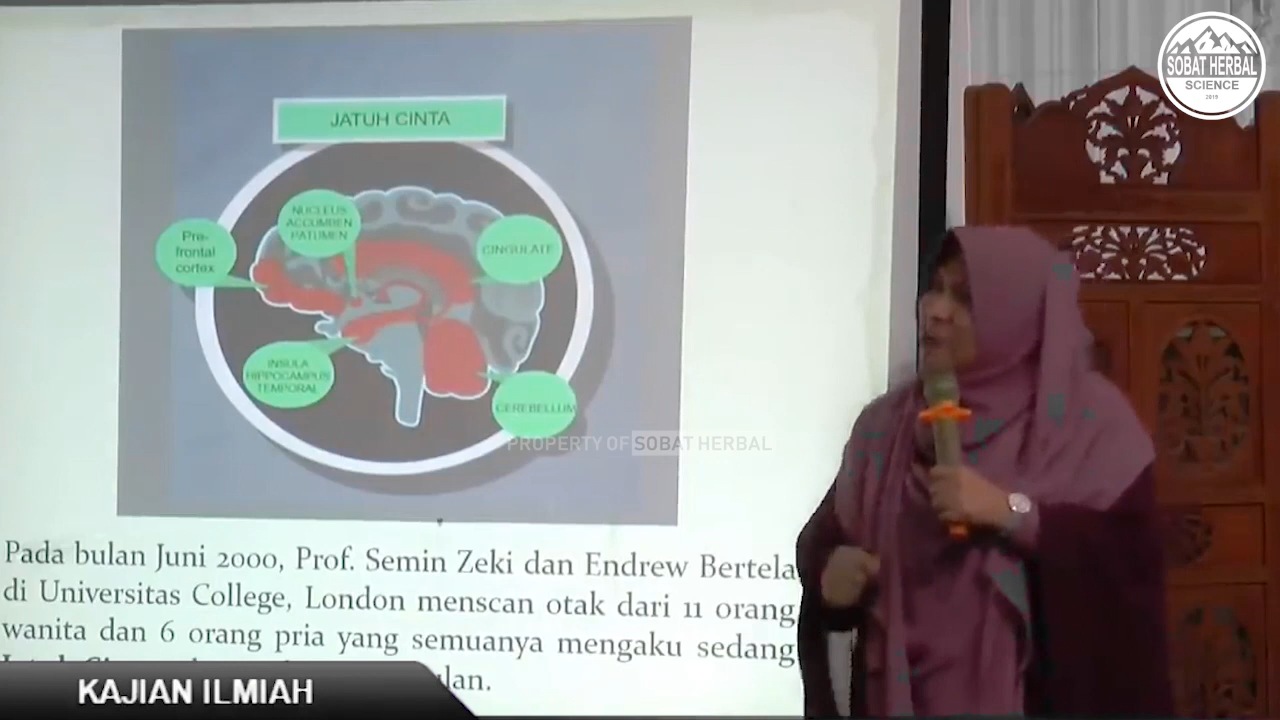 SOBAT HERBAL
SCIENCE
2019
JATUH CINTA
Pre-
frontal
cortex
NUCLEUS
ACCUMBEN
PATUMEN
CINGULATE
INSULA
HIPPOCAMPUS
TEMPORAL
CEREBELLUM
PROPERTY OF SOBAT HERBAL
Pada bulan Juni 2000, Prof. Semin Zeki dan Endrew Bertela
di Universitas College, London menscan otak dari 11 orang
wanita dan 6 orang pria yang semuanya mengaku sedang
lan.
KAJIAN ILMIAH